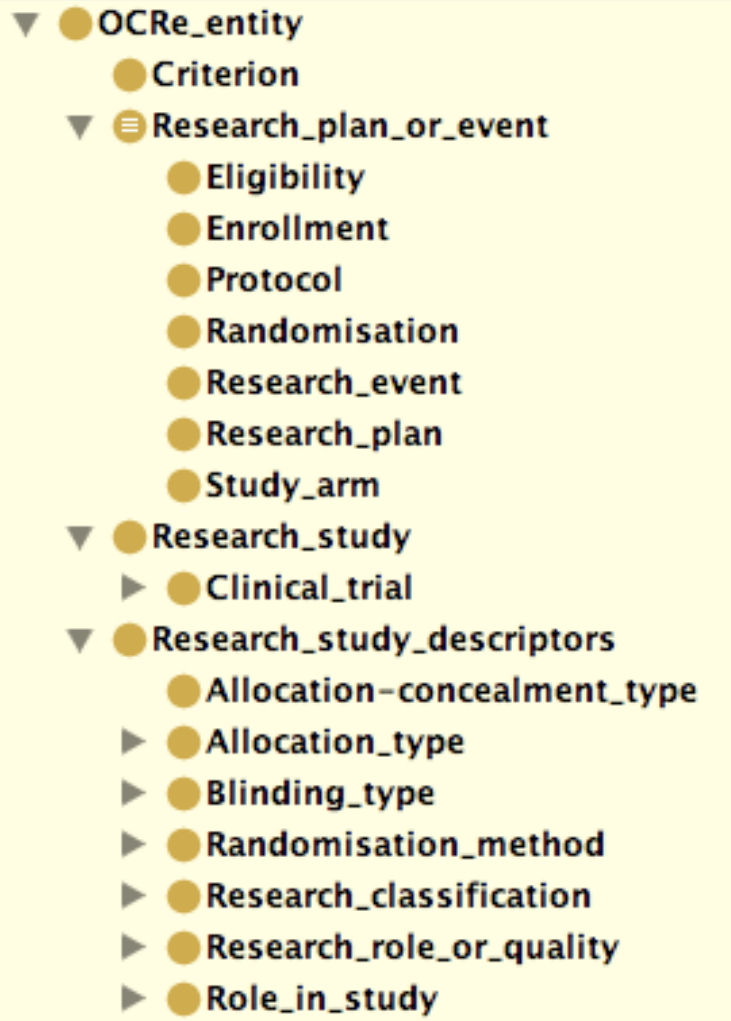 OCRe_entity
Criterion
Research_plan_or_event
Eligibility
Enrollment
Protocol
Randomisation
Research_event
Research_plan
Study_arm
Research_study
Clinical_trial
Research_study_descriptors
Allocation-concealment_type
Allocation_type
Blinding_type
Randomisation_method
Research_classification
Research_role_or_quality
Role_in_study